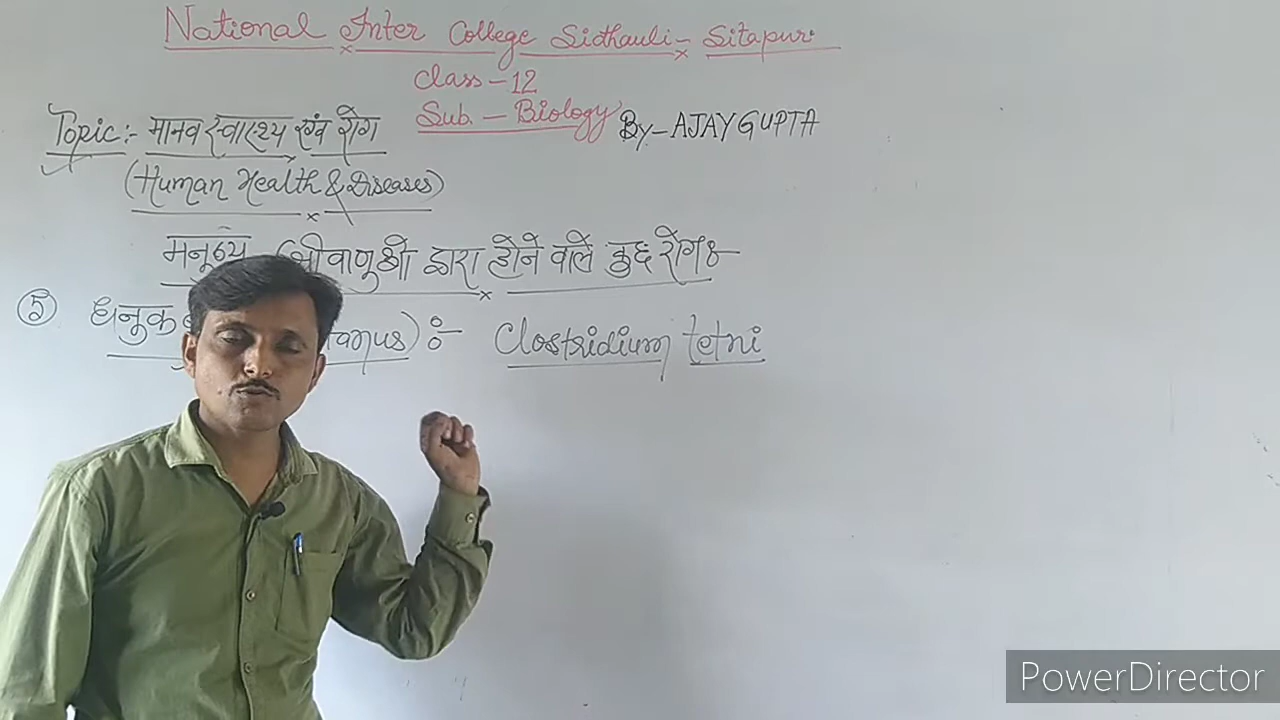 National Inter College Sidhauli - Sitapur
Class - 12
Sub. - Biology
By - AJAY GUPTA
Topic :- मानव स्वास्थ्य एवं रोग
(Human Health & Diseases)
मनुष्य जीवाणुओ द्वारा होने वाले कुछ रोग :-
⑤ Clostridium tetni
PowerDirector